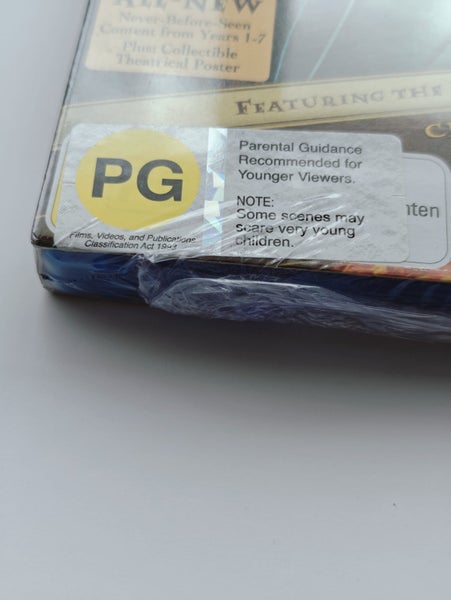 ALL-NEW
Never-Before-Seen
Content from Years 1-7
Plus! Collectible
Theatrical Poster
FEATURING THE
PG
Films, Videos, and Publications
Classification Act 1993
Parental Guidance
Recommended for
Younger Viewers.
NOTE:
Some scenes may
scare very young
children.
hten